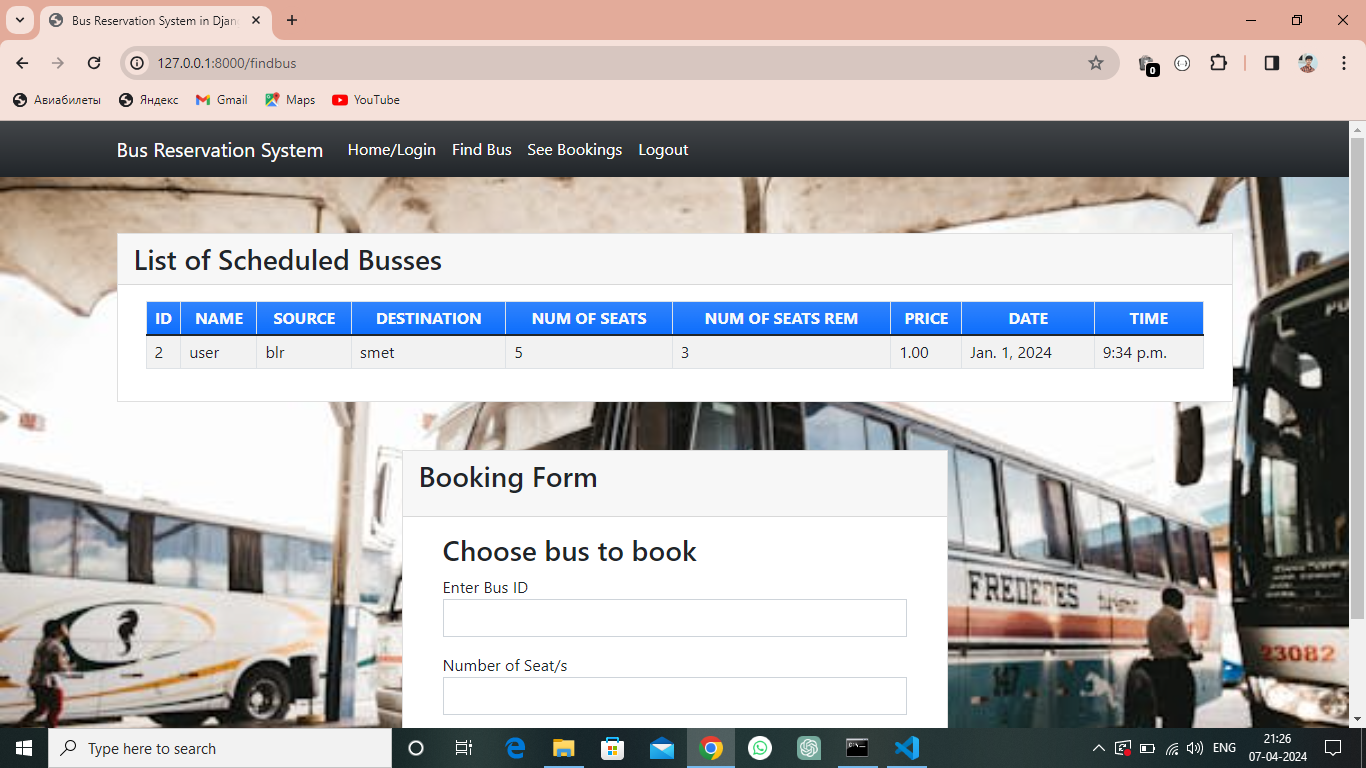 Bus Reservation System in Djan
127.0.0.1:8000/findbus
0
Авиабилеты Яндекс Gmail Maps YouTube
Bus Reservation System Home/Login Find Bus See Bookings Logout
List of Scheduled Busses
ID NAME SOURCE DESTINATION NUM OF SEATS NUM OF SEATS REM PRICE DATE TIME
2 user blr smet 5 3 1.00 Jan. 1, 2024 9:34 p.m.
Booking Form
Choose bus to book
Enter Bus ID
Number of Seat/s
FREDETES
147
23082
Type here to search
ENG
21:26
07-04-2024